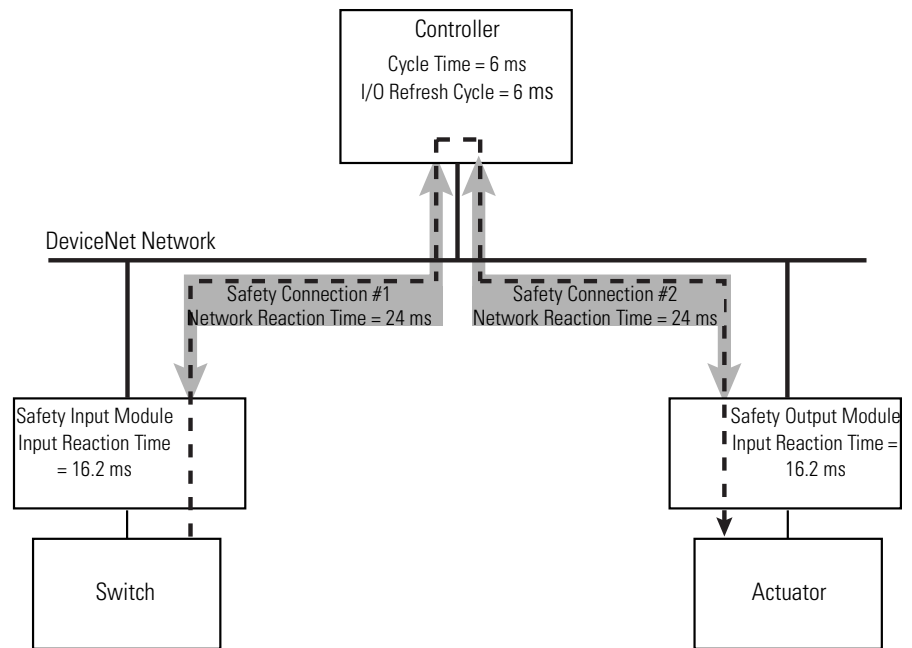 Controller
Cycle Time = 6 ms
I/O Refresh Cycle = 6 ms
DeviceNet Network
Safety Connection #1
Network Reaction Time = 24 ms
Safety Connection #2
Network Reaction Time = 24 ms
Safety Input Module
Input Reaction Time
= 16.2 ms
Safety Output Module
Input Reaction Time =
16.2 ms
Switch
Actuator